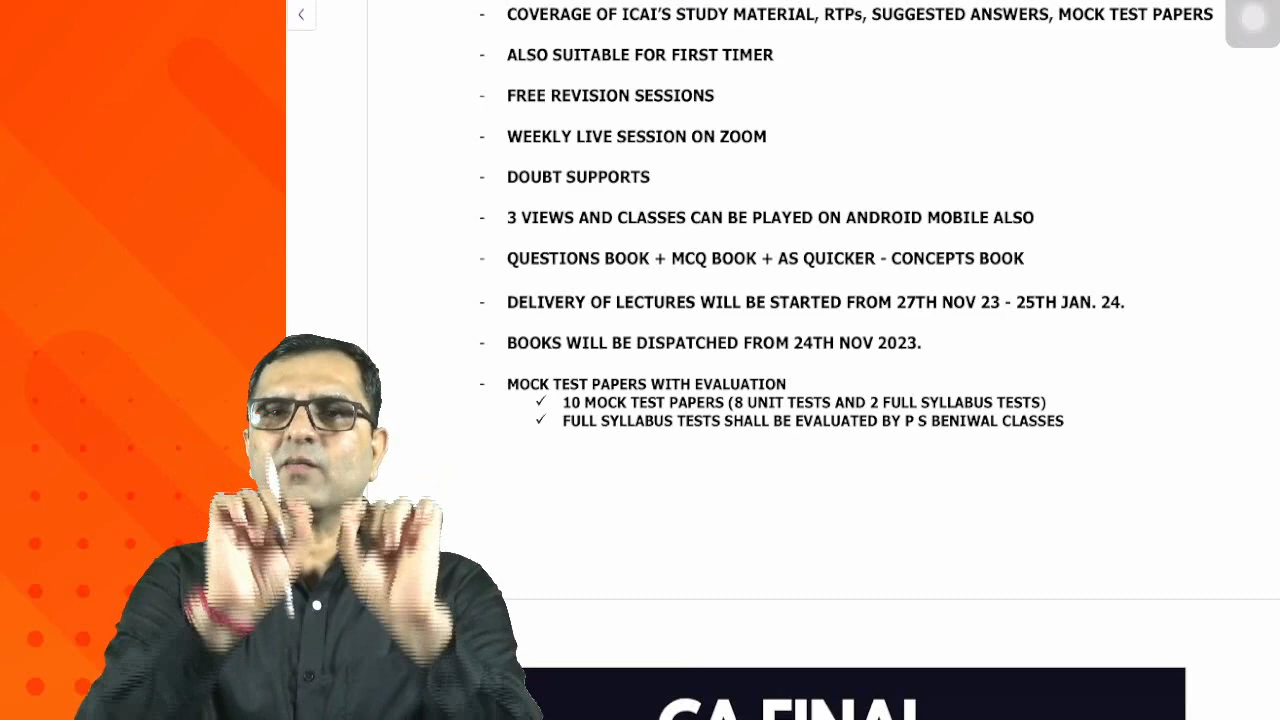 - COVERAGE OF ICAI'S STUDY MATERIAL, RTPs, SUGGESTED ANSWERS, MOCK TEST PAPERS
- ALSO SUITABLE FOR FIRST TIMER
- FREE REVISION SESSIONS
- WEEKLY LIVE SESSION ON ZOOM
- DOUBT SUPPORTS
- 3 VIEWS AND CLASSES CAN BE PLAYED ON ANDROID MOBILE ALSO
- QUESTIONS BOOK + MCQ BOOK + AS QUICKER - CONCEPTS BOOK
- DELIVERY OF LECTURES WILL BE STARTED FROM 27TH NOV 23 - 25TH JAN. 24.
- BOOKS WILL BE DISPATCHED FROM 24TH NOV 2023.
- MOCK TEST PAPERS WITH EVALUATION
✓ 10 MOCK TEST PAPERS (8 UNIT TESTS AND 2 FULL SYLLABUS TESTS)
✓ FULL SYLLABUS TESTS SHALL BE EVALUATED BY P S BENIWAL CLASSES
CA FINAL